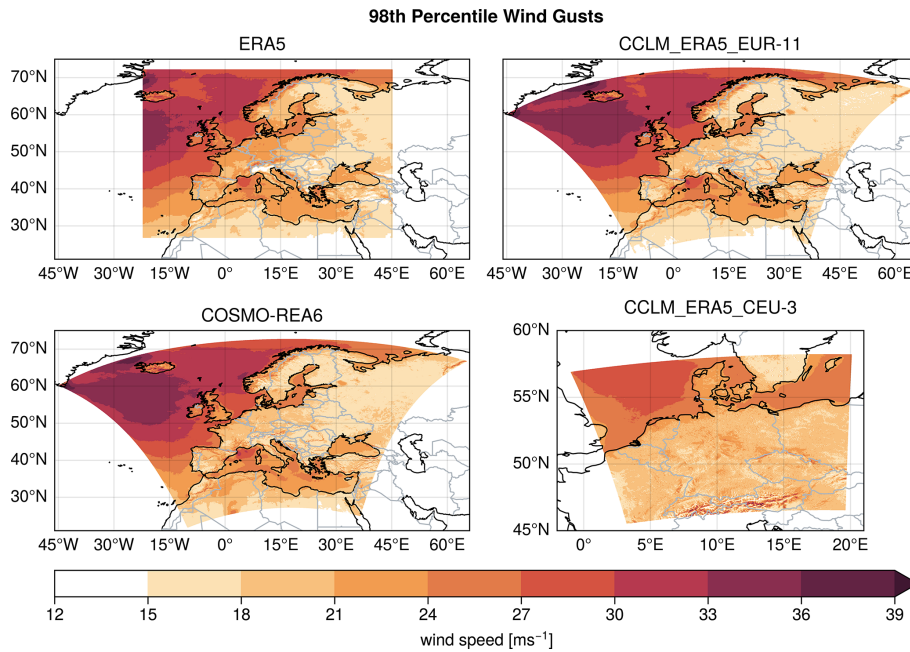 98th Percentile Wind Gusts
ERA5
CCLM_ERA5_EUR-11
70°N
60°N
50°N
40°N
30°N
70°N
60°N
50°N
40°N
30°N
45°W 30°W 15°W 0° 15°E 30°E 45°E 60°E
45°W 30°W 15°W 0° 15°E 30°E 45°E 60°E
COSMO-REA6
CCLM_ERA5_CEU-3
70°N
60°N
50°N
40°N
30°N
60°N
55°N
50°N
45°N
45°W 30°W 15°W 0° 15°E 30°E 45°E 60°E
0° 5°E 10°E 15°E 20°E
12 15 18 21 24 27 30 33 36 39
wind speed [ms⁻¹]